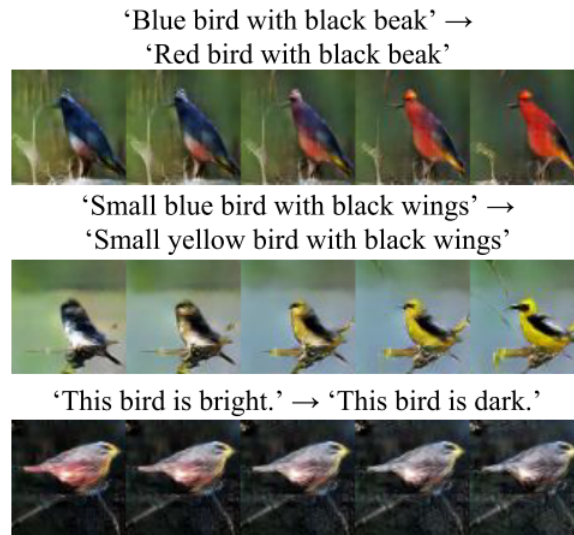 ‘Blue bird with black beak’ →
‘Red bird with black beak’
‘Small blue bird with black wings’ →
‘Small yellow bird with black wings’
‘This bird is bright.’ → ‘This bird is dark.’